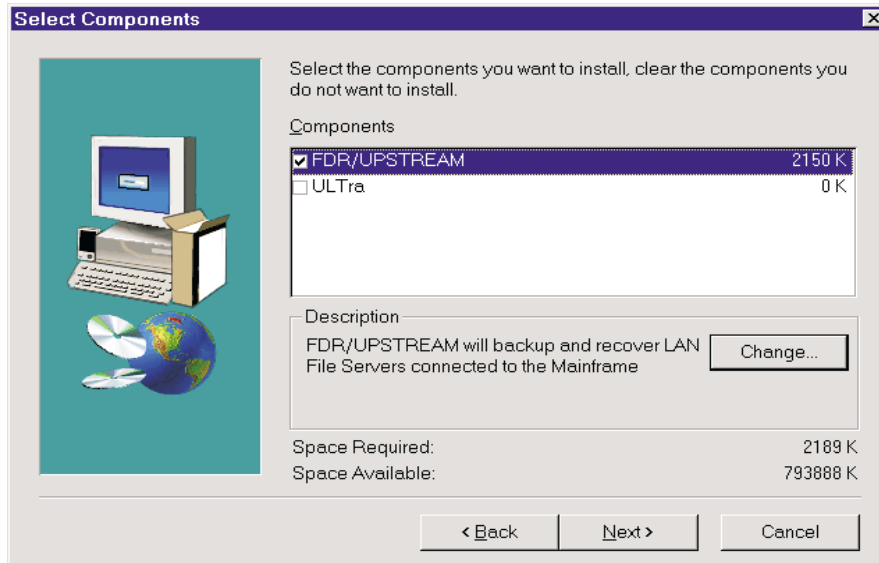 Select Components
Select the components you want to install, clear the components you
do not want to install.
Components
FDR/UPSTREAM 2150 K
ULTra 0 K
Description
FDR/UPSTREAM will backup and recover LAN
File Servers connected to the Mainframe
Change...
Space Required: 2189 K
Space Available: 793888 K
< Back Next > Cancel